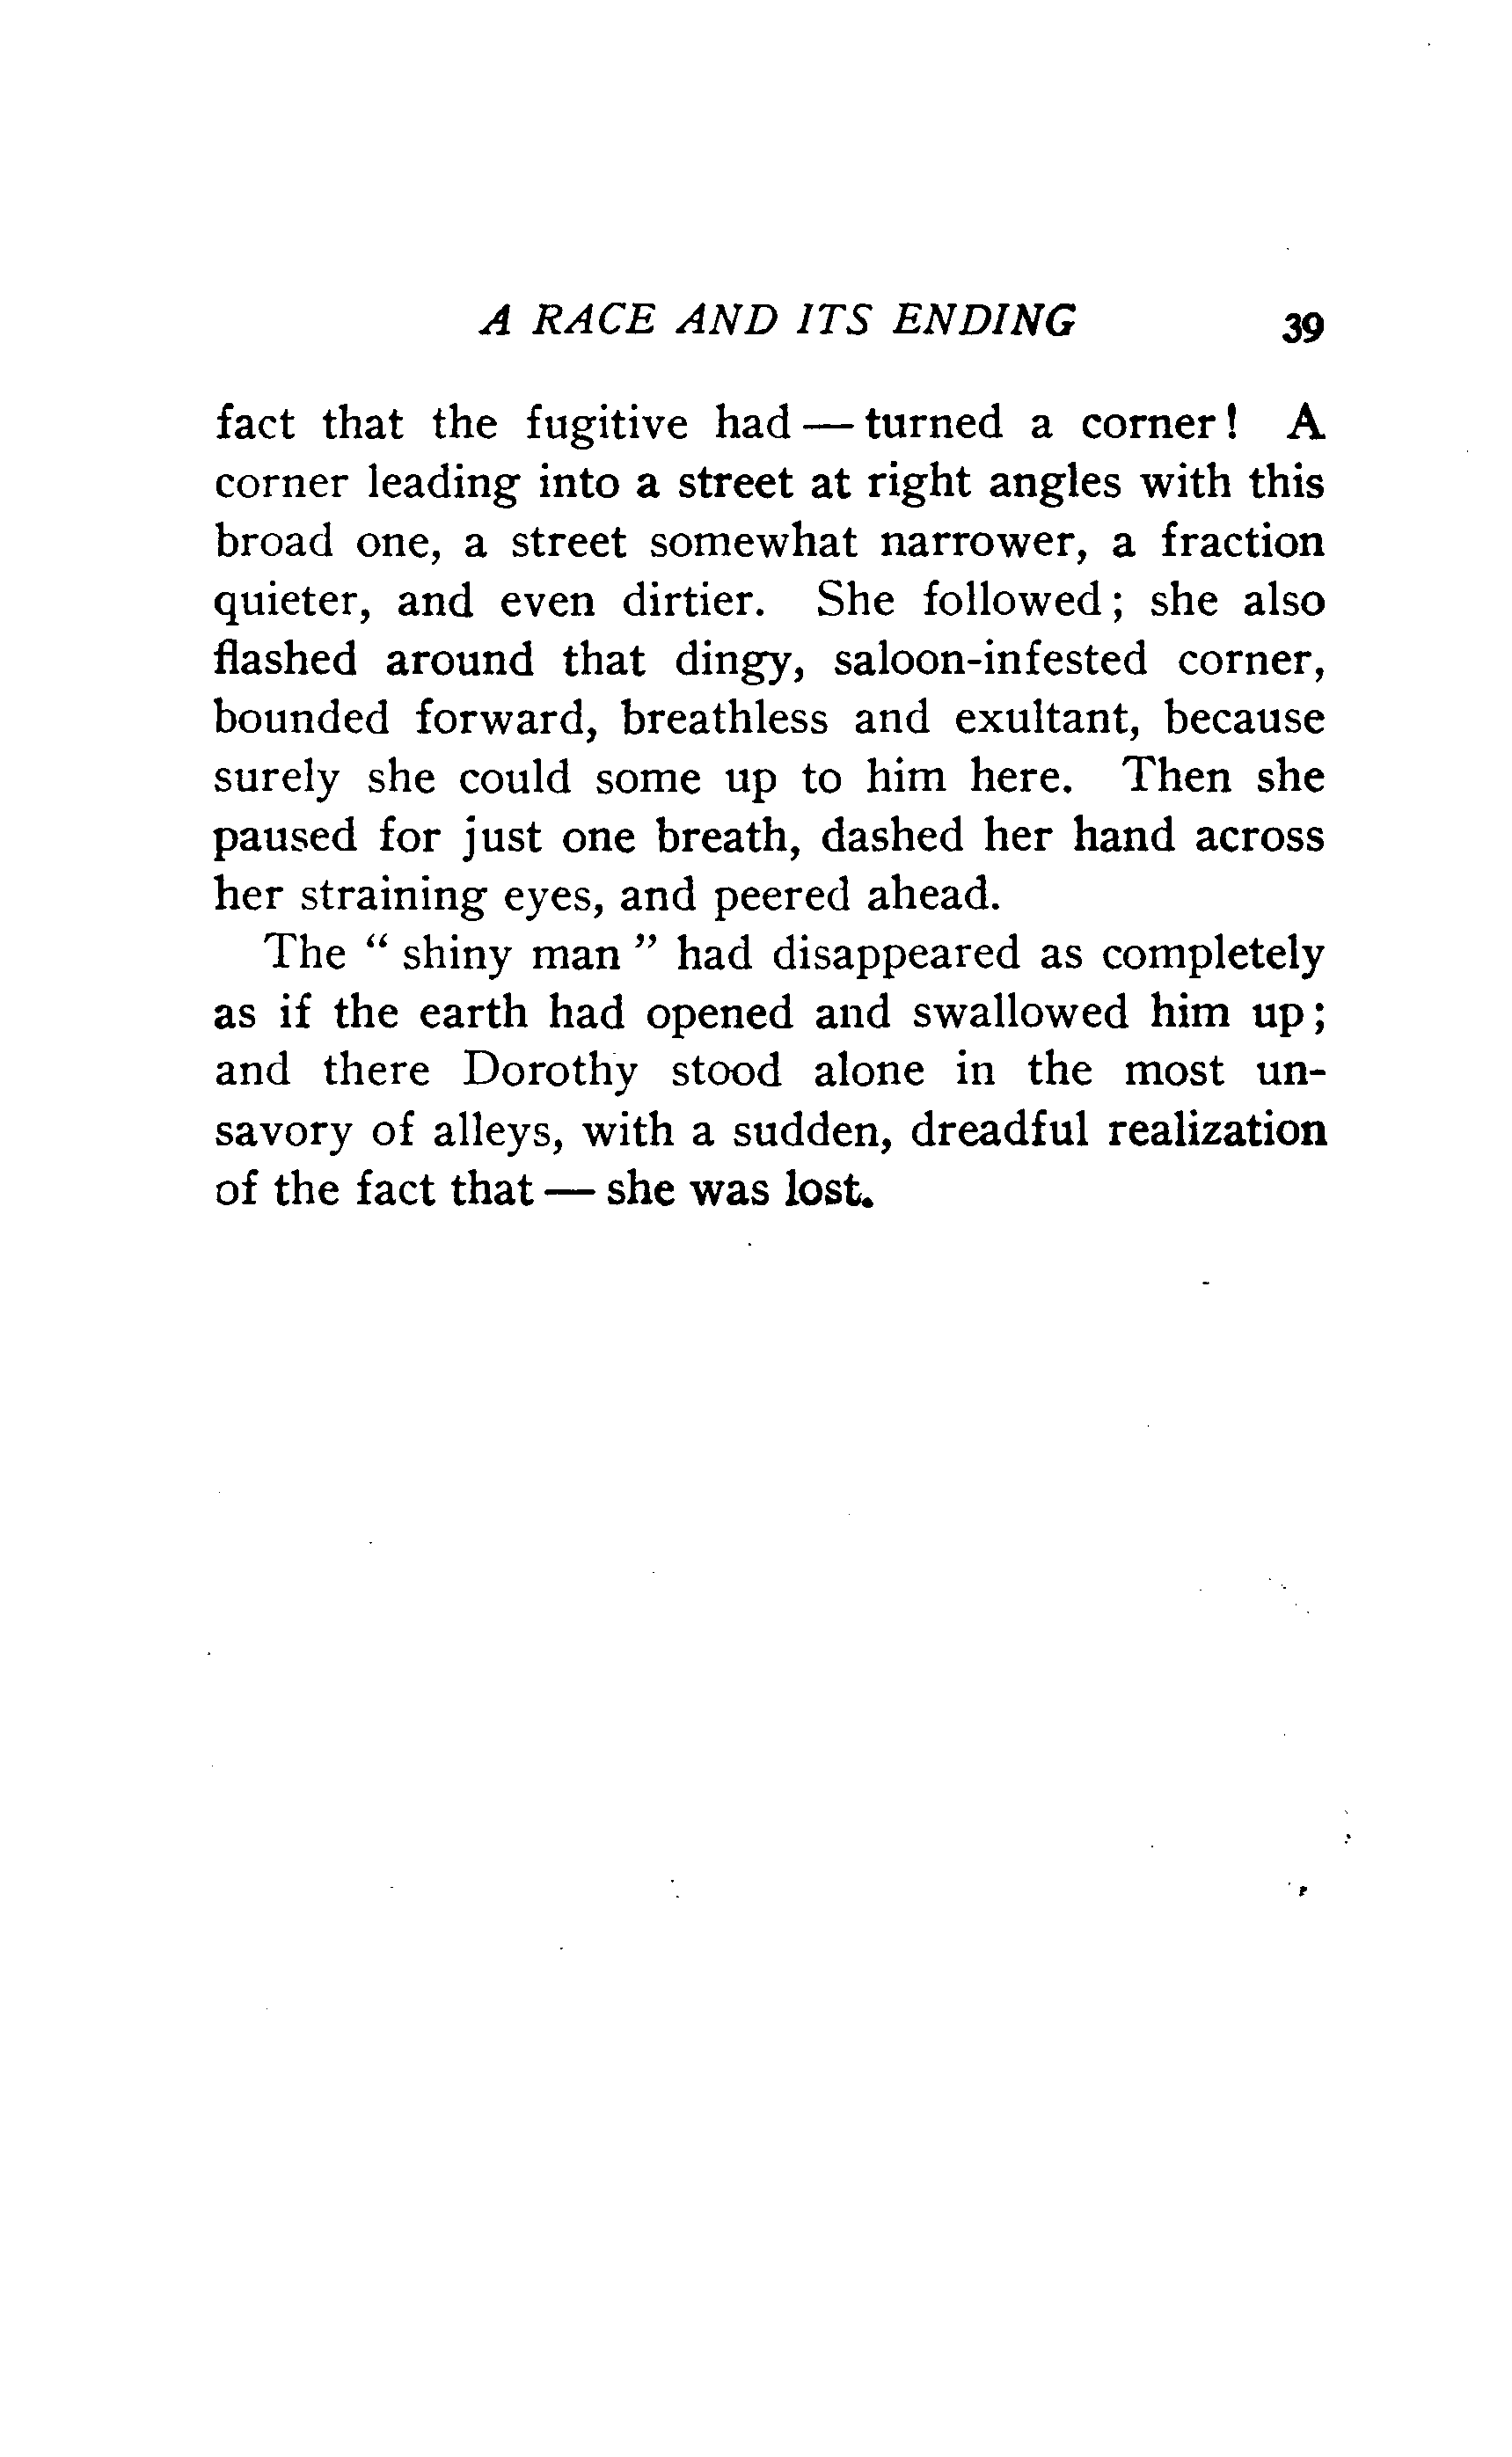 A RACE AND ITS ENDING 39
fact that the fugitive had — turned a corner! A
corner leading into a street at right angles with this
broad one, a street somewhat narrower, a fraction
quieter, and even dirtier. She followed; she also
flashed around that dingy, saloon-infested corner,
bounded forward, breathless and exultant, because
surely she could some up to him here. Then she
paused for just one breath, dashed her hand across
her straining eyes, and peered ahead.
The " shiny man " had disappeared as completely
as if the earth had opened and swallowed him up;
and there Dorothy stood alone in the most un-
savory of alleys, with a sudden, dreadful realization
of the fact that — she was lost.